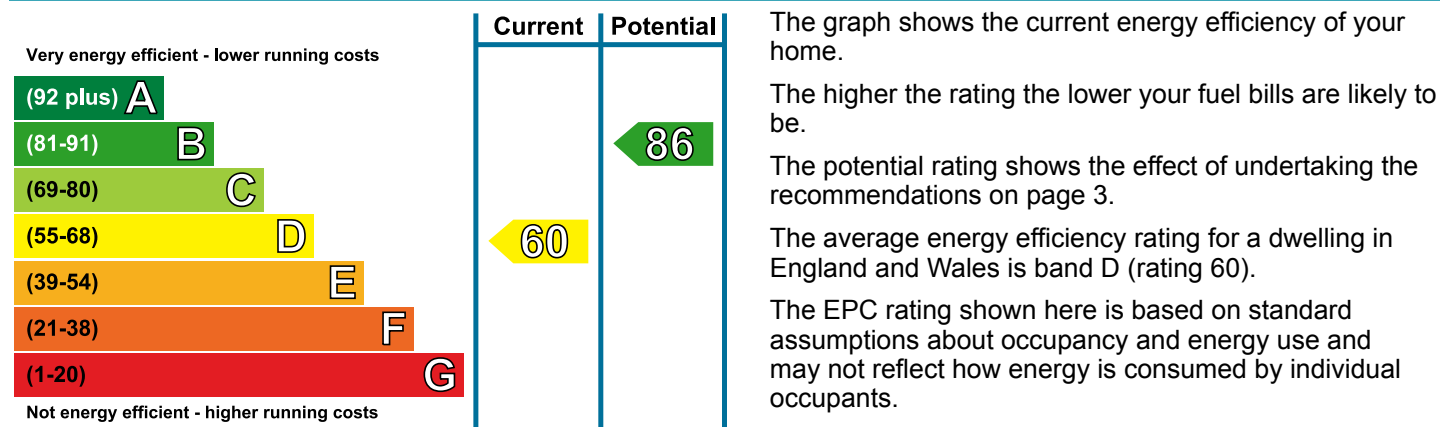 Current Potential
Very energy efficient - lower running costs
(92 plus) A
(81-91) B
86
(69-80) C
(55-68) D
60
(39-54) E
(21-38) F
(1-20) G
Not energy efficient - higher running costs
The graph shows the current energy efficiency of your
home.
The higher the rating the lower your fuel bills are likely to
be.
The potential rating shows the effect of undertaking the
recommendations on page 3.
The average energy efficiency rating for a dwelling in
England and Wales is band D (rating 60).
The EPC rating shown here is based on standard
assumptions about occupancy and energy use and
may not reflect how energy is consumed by individual
occupants.